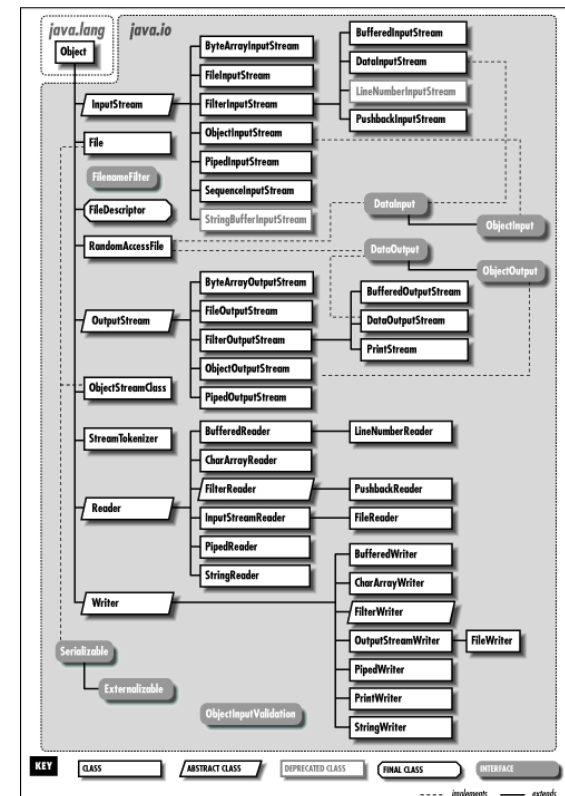 java.lang
java.io
Object
ByteArrayInputStream
BufferedInputStream
FileInputStream
DataInputStream
InputStream
FilterInputStream
LineNumberInputStream
File
ObjectInputStream
PushbackInputStream
FilenameFilter
PipedInputStream
SequenceInputStream
FileDescriptor
StringBufferInputStream
DataInput
ObjectInput
RandomAccessFile
DataOutput
ObjectOutput
ByteArrayOutputStream
BufferedOutputStream
FileOutputStream
OutputStream
FilterOutputStream
DataOutputStream
PrintStream
ObjectOutputStream
ObjectStreamClass
PipedOutputStream
StreamTokenizer
BufferedReader
LineNumberReader
CharArrayReader
FilterReader
PushbackReader
Reader
InputStreamReader
FileReader
PipedReader
BufferedWriter
StringReader
CharArrayWriter
Writer
FilterWriter
Serializable
OutputStreamWriter
FileWriter
PipedWriter
Externalizable
PrintWriter
ObjectInputValidation
StringWriter
KEY
CLASS
ABSTRACT CLASS
DEPRECATED CLASS
FINAL CLASS
INTERFACE
implements
extends